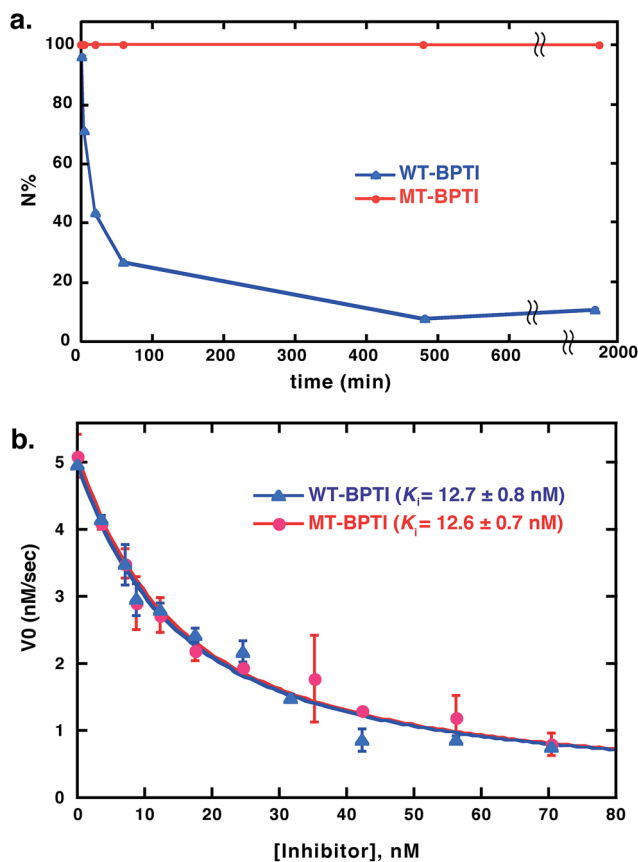 a.
100
80
60
40
20
0
N%
WT-BPTI
MT-BPTI
0 100 200 300 400 500 600 2000
time (min)
b.
5
4
3
2
1
0
V0 (nM/sec)
WT-BPTI (Ki= 12.7 ± 0.8 nM)
MT-BPTI (Ki= 12.6 ± 0.7 nM)
0 10 20 30 40 50 60 70 80
[Inhibitor], nM